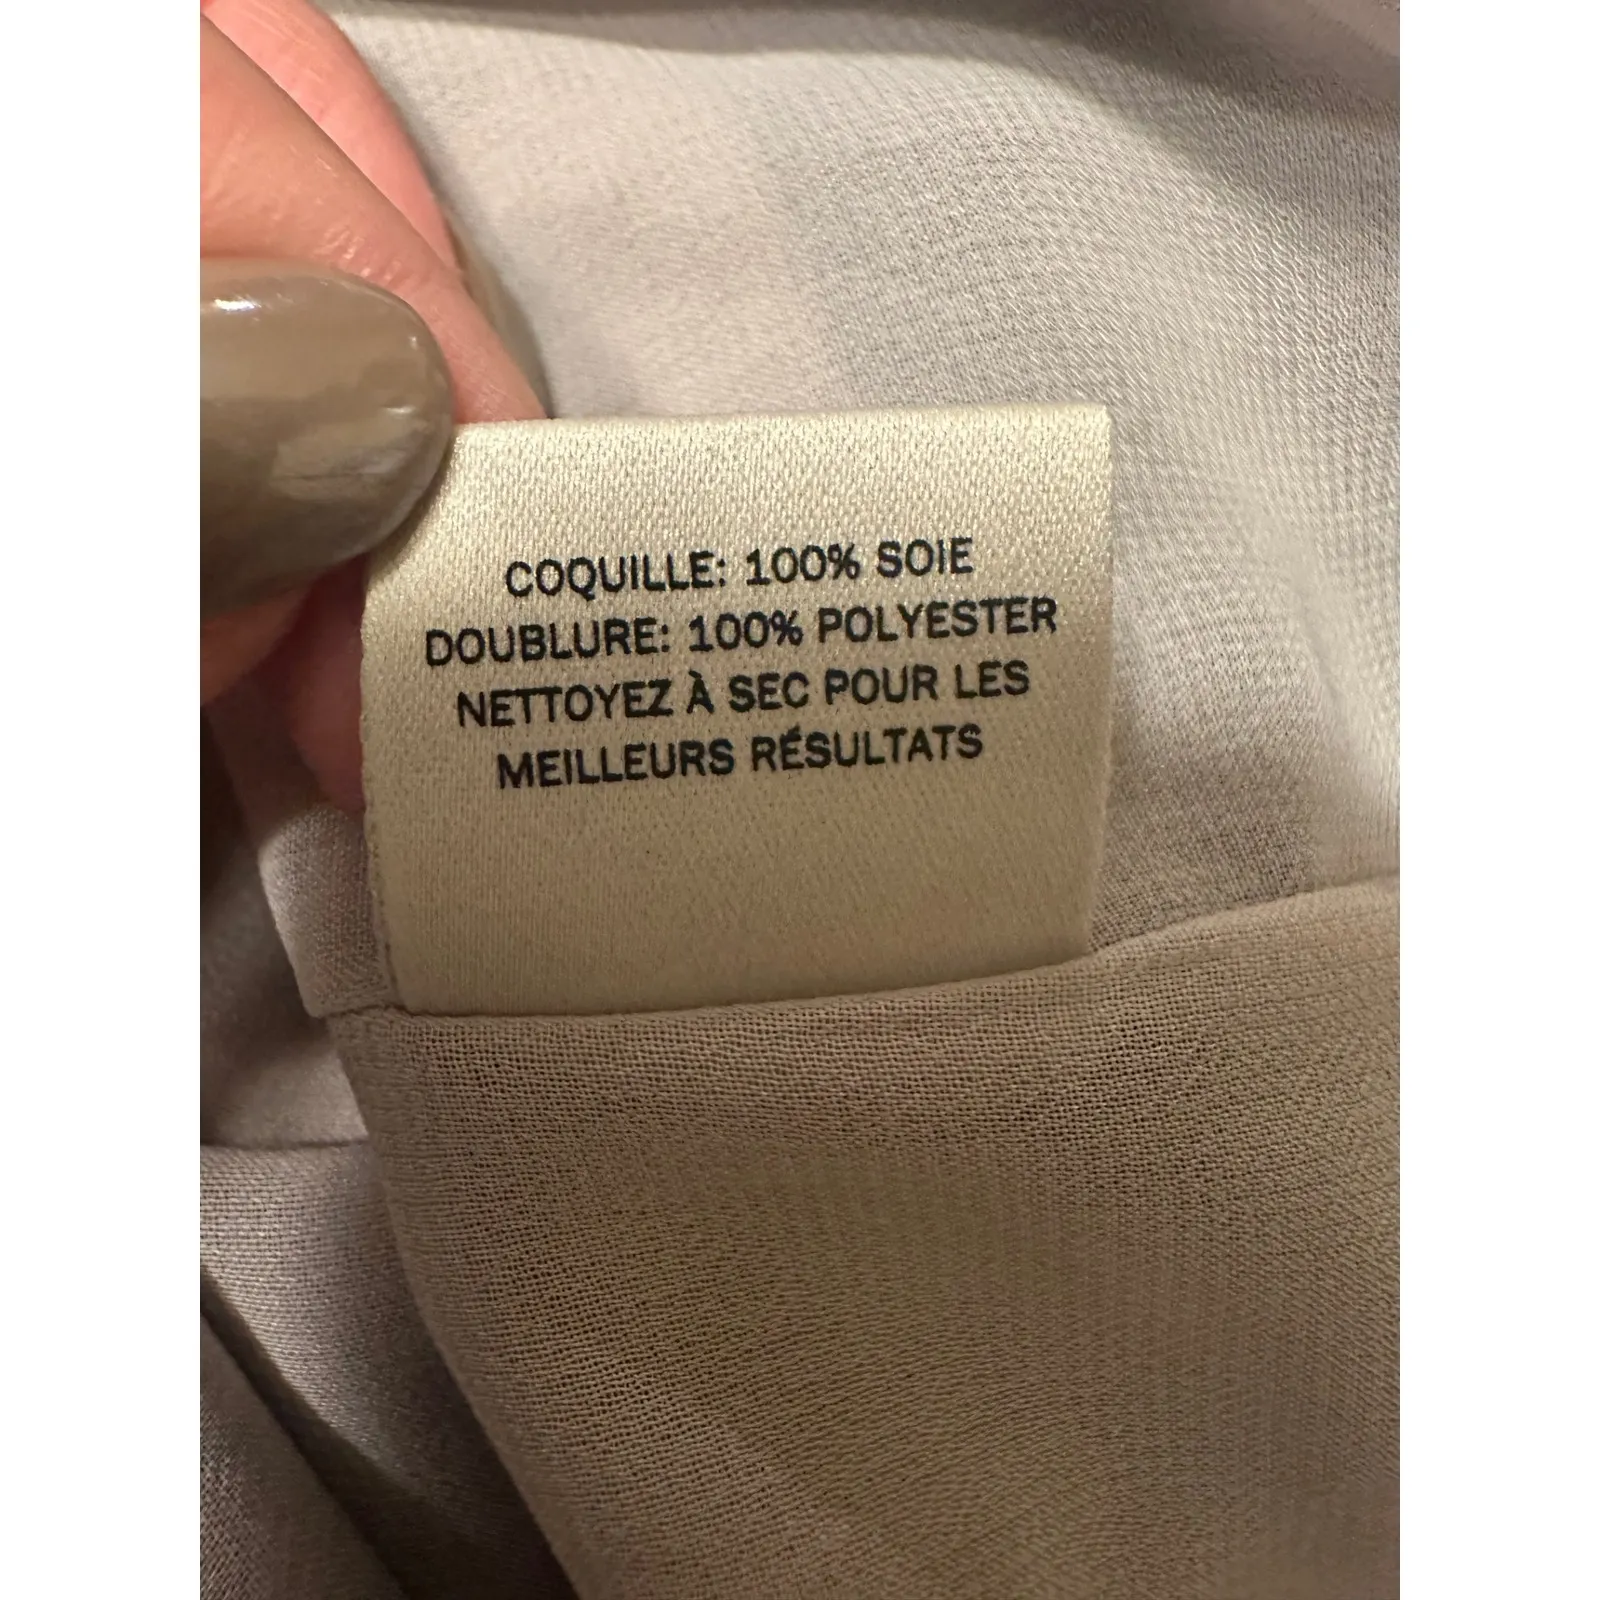 COQUILLE: 100% SOIE
DOUBLURE: 100% POLYESTER
NETTOYEZ À SEC POUR LES
MEILLEURS RÉSULTATS